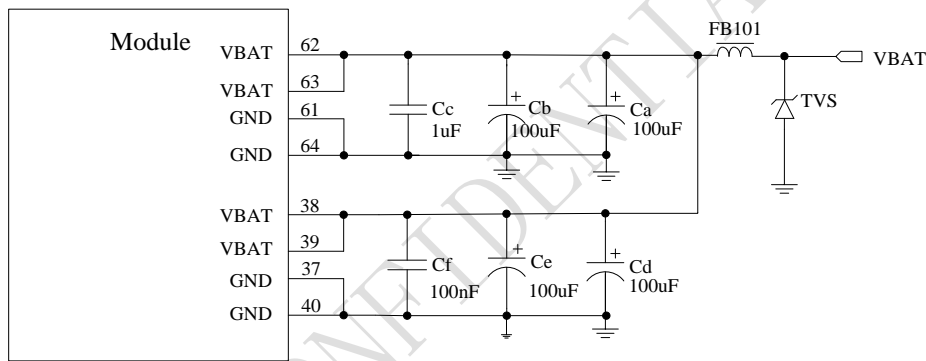 Module
FB101
VBAT 62
VBAT
VBAT 63
GND 61
GND 64
TVS
Cc
1uF
Cb
100uF
Ca
100uF
VBAT 38
VBAT 39
GND 37
GND 40
Cf
100nF
Ce
100uF
Cd
100uF
+
+
+
+
CONFIDENTIAL